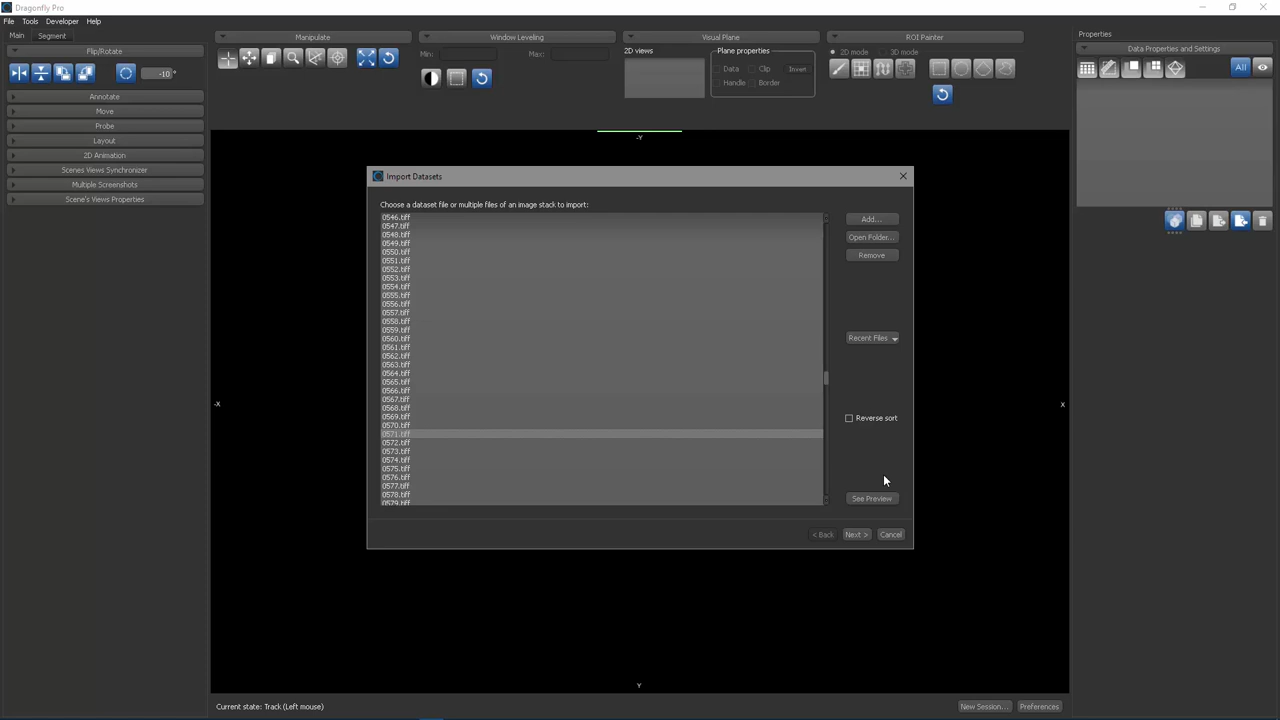 Dragonfly Pro
File Tools Developer Help
Main Segment
Flip/Rotate
-10 °
Annotate
Move
Probe
Layout
2D Animation
Scenes Views Synchronizer
Multiple Screenshots
Scene's Views Properties
Manipulate
Window Leveling
Min: Max:
Visual Plane
2D views
Plane properties
Data Clip Invert
Handle Border
ROI Painter
2D mode 3D mode
Properties
Data Properties and Settings
All
-Y
-X
X
Y
Import Datasets
Choose a dataset file or multiple files of an image stack to import:
0546.tiff
0547.tiff
0548.tiff
0549.tiff
0550.tiff
0551.tiff
0552.tiff
0553.tiff
0554.tiff
0555.tiff
0556.tiff
0557.tiff
0558.tiff
0559.tiff
0560.tiff
0561.tiff
0562.tiff
0563.tiff
0564.tiff
0565.tiff
0566.tiff
0567.tiff
0568.tiff
0569.tiff
0570.tiff
0571.tiff
0572.tiff
0573.tiff
0574.tiff
0575.tiff
0576.tiff
0577.tiff
0578.tiff
0579.tiff
Add...
Open Folder...
Remove
Recent Files
Reverse sort
See Preview
< Back Next > Cancel
Current state: Track (Left mouse)
New Session... Preferences